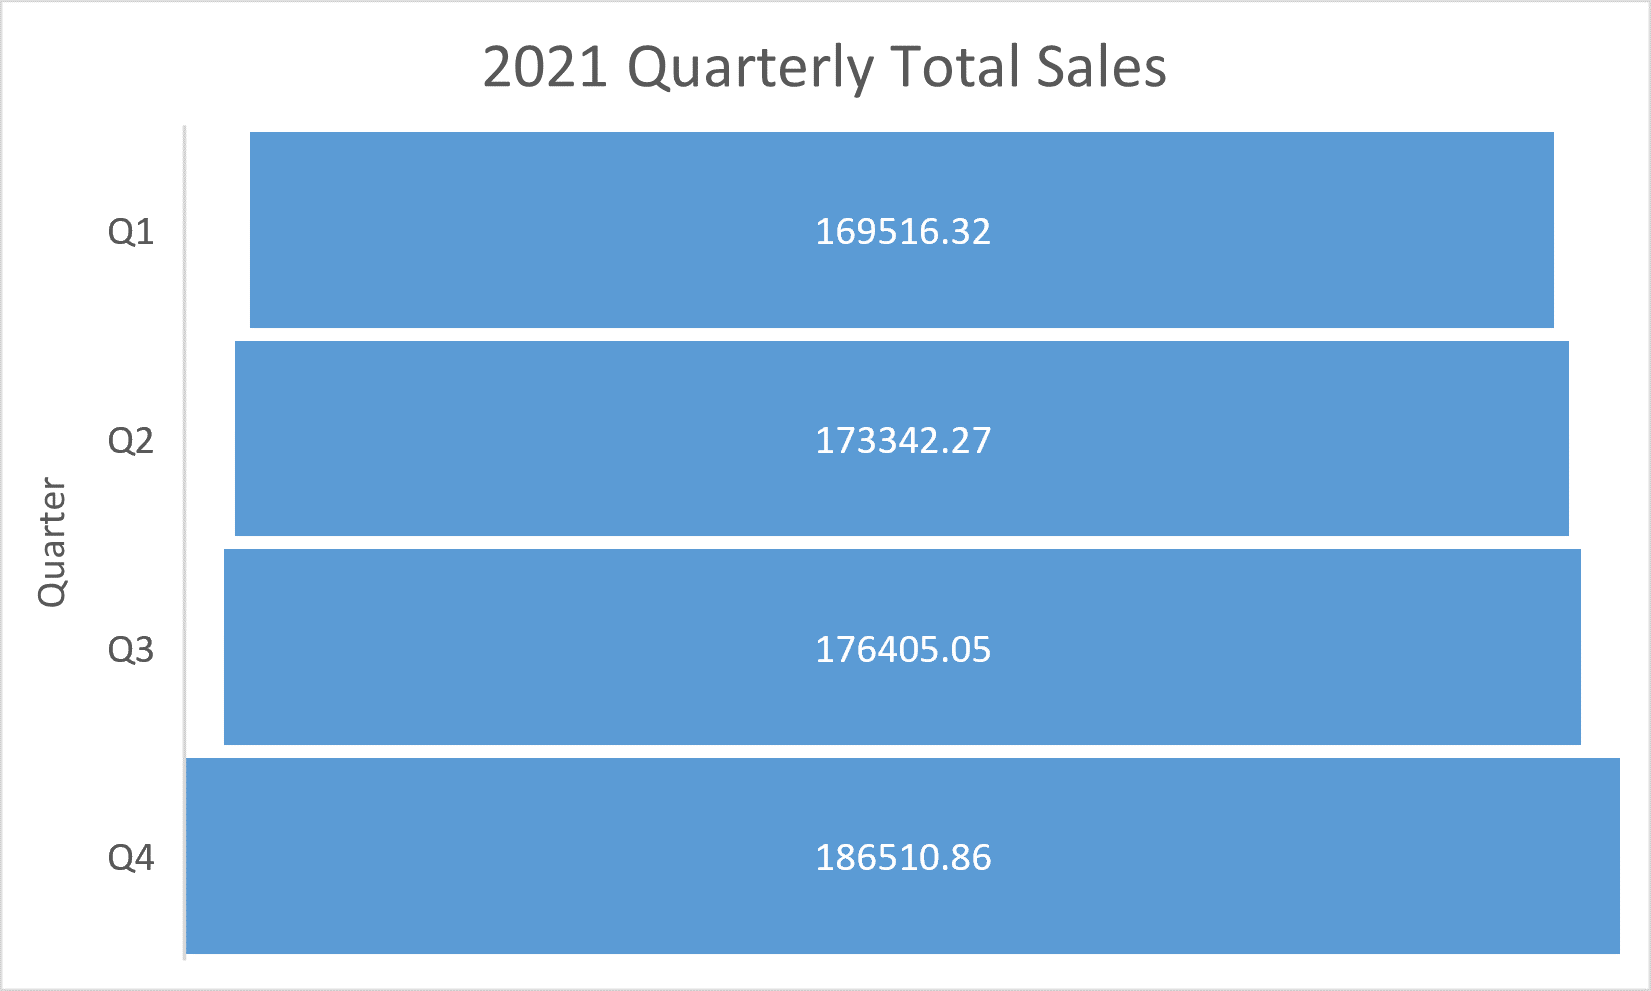 2021 Quarterly Total Sales
Quarter
Q1
169516.32
Q2
173342.27
Q3
176405.05
Q4
186510.86